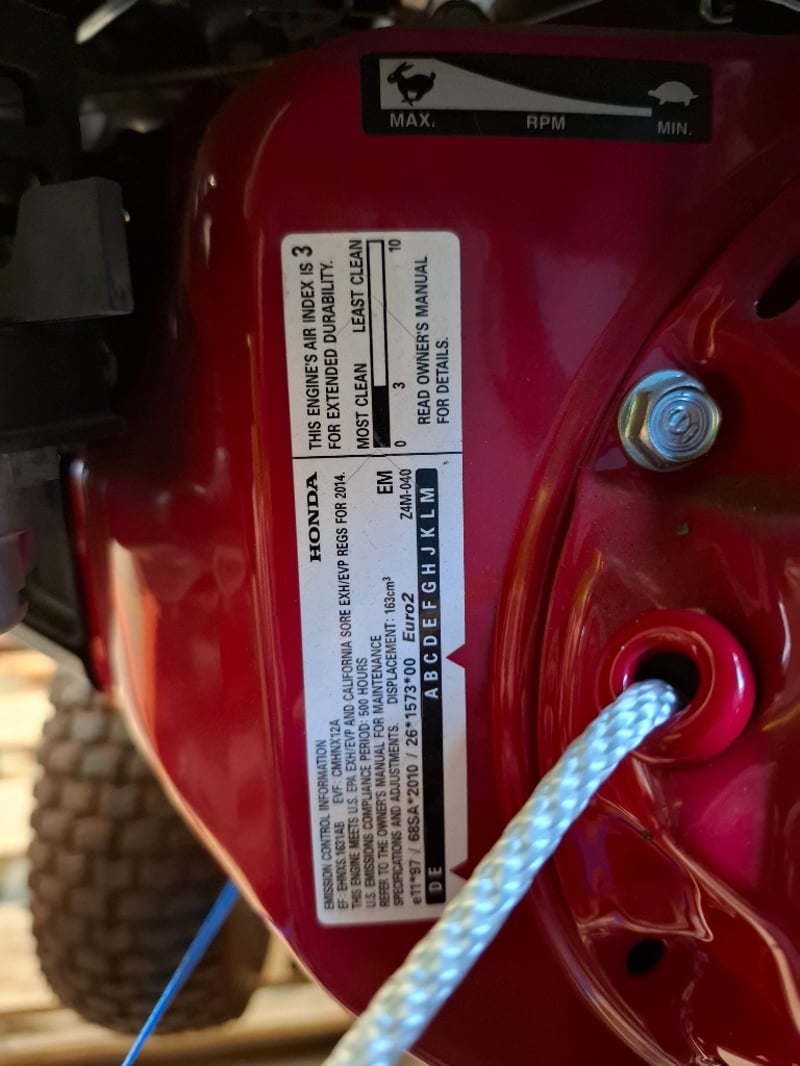 MAX. RPM MIN.
THIS ENGINE'S AIR INDEX IS 3
FOR EXTENDED DURABILITY.
MOST CLEAN LEAST CLEAN
0 3 10
READ OWNER'S MANUAL
FOR DETAILS.
HONDA
EMISSION CONTROL INFORMATION
EF: EHNXS.1631AB EVF: CMHNX12A
THIS ENGINE MEETS U.S. EPA EXH/EVP AND CALIFORNIA SORE EXH/EVP REGS FOR 2014.
U.S. EMISSIONS COMPLIANCE PERIOD: 500 HOURS
REFER TO THE OWNER'S MANUAL FOR MAINTENANCE
SPECIFICATIONS AND ADJUSTMENTS. DISPLACEMENT: 163cm³
EM
Z4M-040
e11*97 / 68SA*2010 / 26*1573*00 Euro2
D E A B C D E F G H J K L M